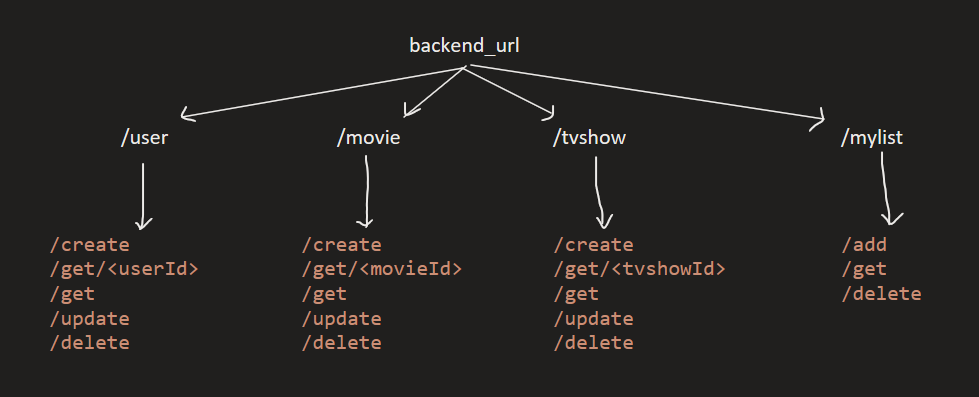 backend_url
/user
/movie
/tvshow
/mylist
/create
/get/<userId>
/get
/update
/delete
/create
/get/<movieId>
/get
/update
/delete
/create
/get/<tvshowId>
/get
/update
/delete
/add
/get
/delete